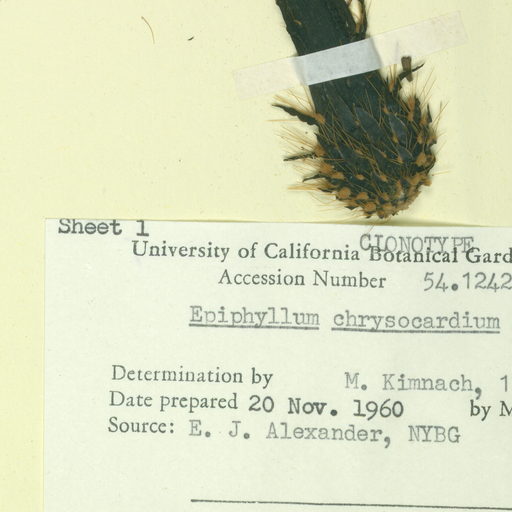 Sheet 1
CLONOTYPE
University of California Botanical Gard
Accession Number 54.1242
Epiphyllum chrysocardium
Determination by M. Kimnach, 1
Date prepared 20 Nov. 1960 by M
Source: E. J. Alexander, NYBG